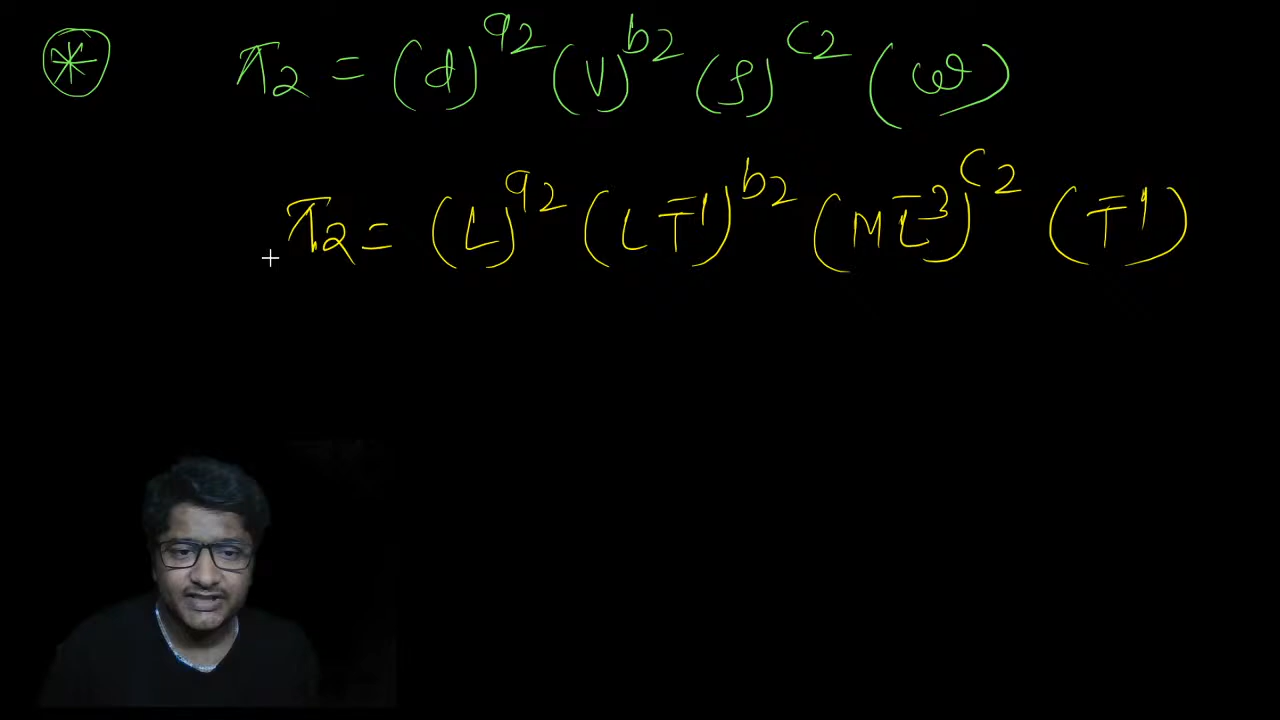 π₂ = (d)^a₂ (V)^b₂ (ρ)^c₂ (ω)
π₂ = (L)^a₂ (LT⁻¹)^b₂ (ML⁻³)^c₂ (T⁻¹)